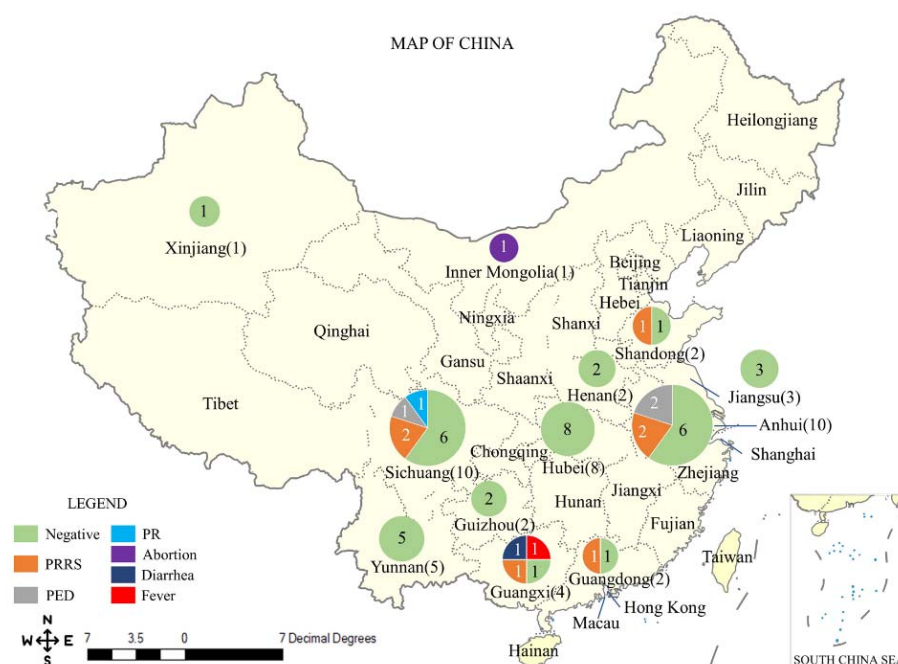 MAP OF CHINA
Heilongjiang
Jilin
Liaoning
1
Xinjiang(1)
1
Inner Mongolia(1)
Beijing
Tianjin
Hebei
Ningxia
Shanxi
1 1
Shandong(2)
Qinghai
Gansu
Shaanxi
2
Henan(2)
3
Jiangsu(3)
Tibet
1 1 2 6
Sichuang(10)
Chongqing
8
Hubei(8)
2 2 6
Anhui(10)
Shanghai
Zhejiang
2
Guizhou(2)
Hunan
Jiangxi
Fujian
5
Yunnan(5)
1 1 1 1
Guangxi(4)
1 1
Guangdong(2)
Taiwan
Hong Kong
Macau
Hainan
LEGEND
Negative
PRRS
PED
PR
Abortion
Diarrhea
Fever
N
W E
S
7 3.5 0 7 Decimal Degrees
SOUTH CHINA SEA